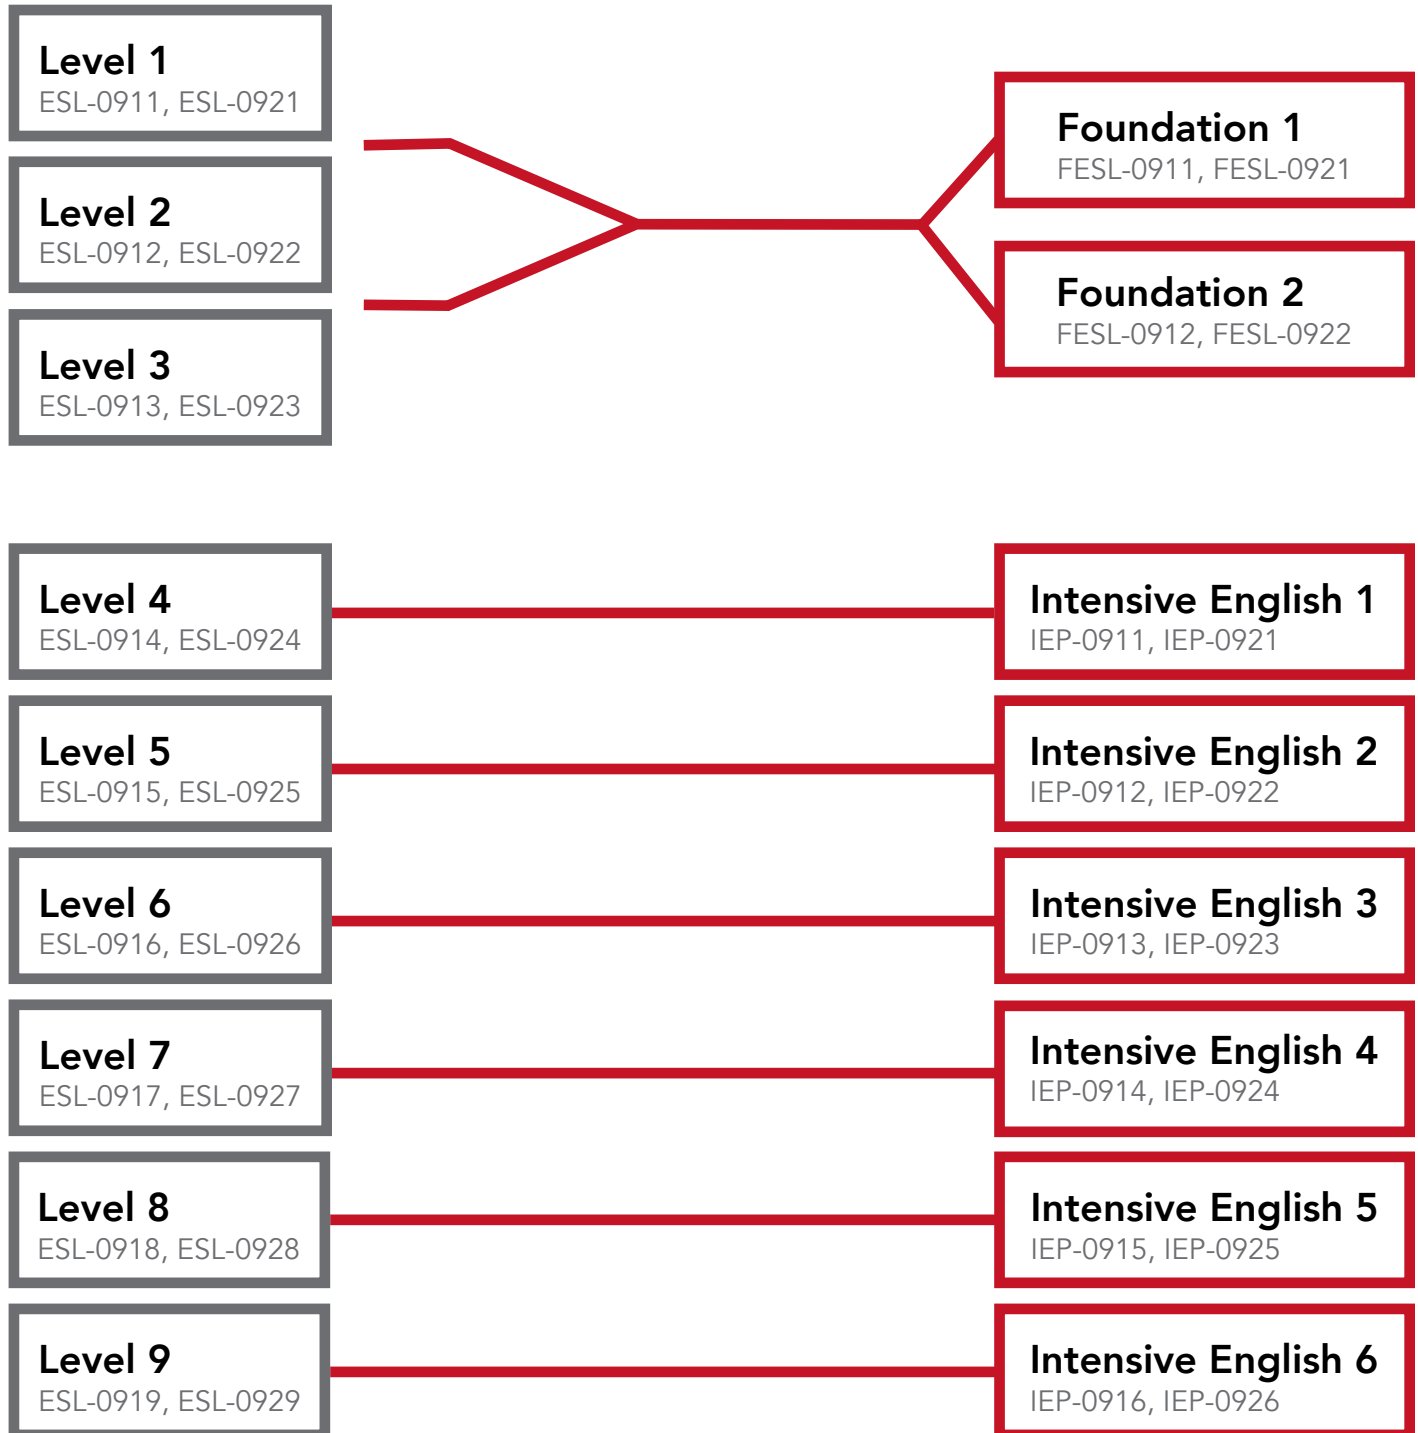 Level 1
ESL-0911, ESL-0921
Level 2
ESL-0912, ESL-0922
Level 3
ESL-0913, ESL-0923
Foundation 1
FESL-0911, FESL-0921
Foundation 2
FESL-0912, FESL-0922
Level 4
ESL-0914, ESL-0924
Intensive English 1
IEP-0911, IEP-0921
Level 5
ESL-0915, ESL-0925
Intensive English 2
IEP-0912, IEP-0922
Level 6
ESL-0916, ESL-0926
Intensive English 3
IEP-0913, IEP-0923
Level 7
ESL-0917, ESL-0927
Intensive English 4
IEP-0914, IEP-0924
Level 8
ESL-0918, ESL-0928
Intensive English 5
IEP-0915, IEP-0925
Level 9
ESL-0919, ESL-0929
Intensive English 6
IEP-0916, IEP-0926